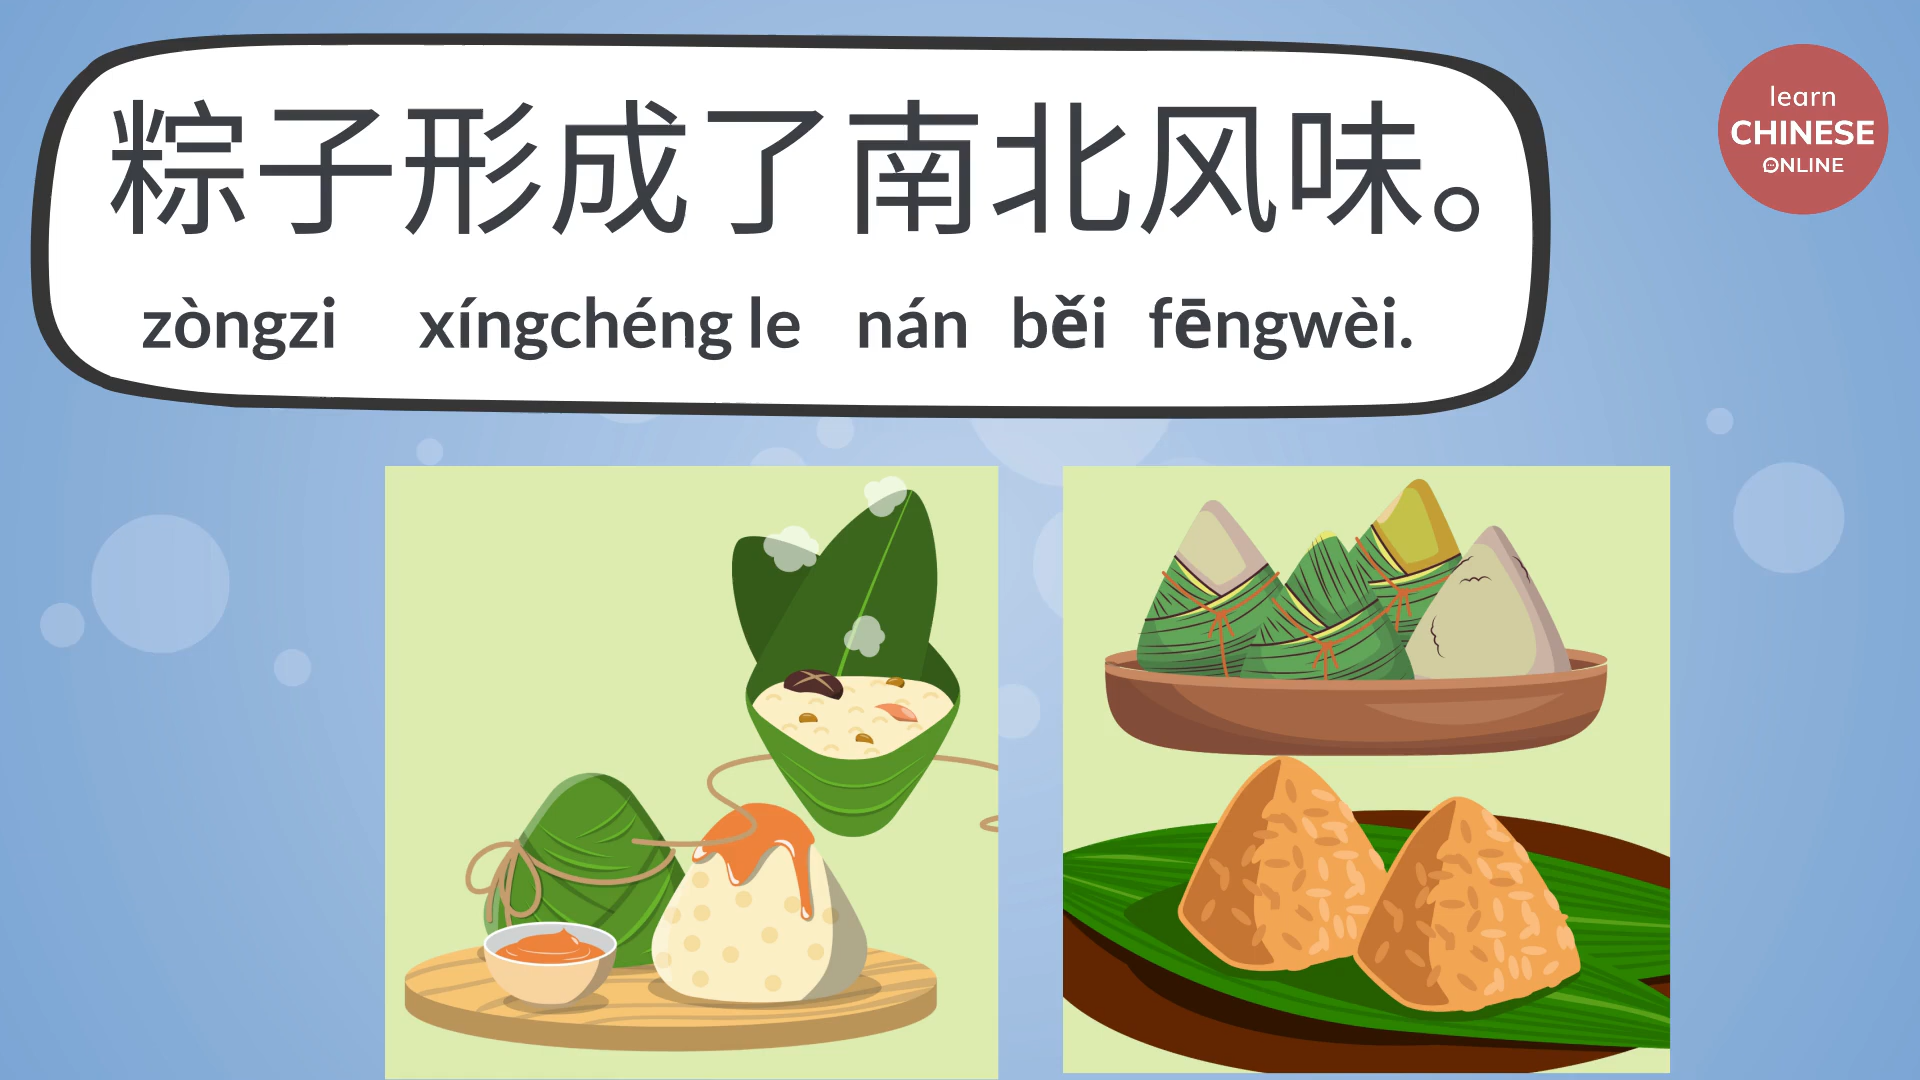 粽子形成了南北风味。
zòngzi xíngchéng le nán běi fēngwèi.
learn
CHINESE
ONLINE